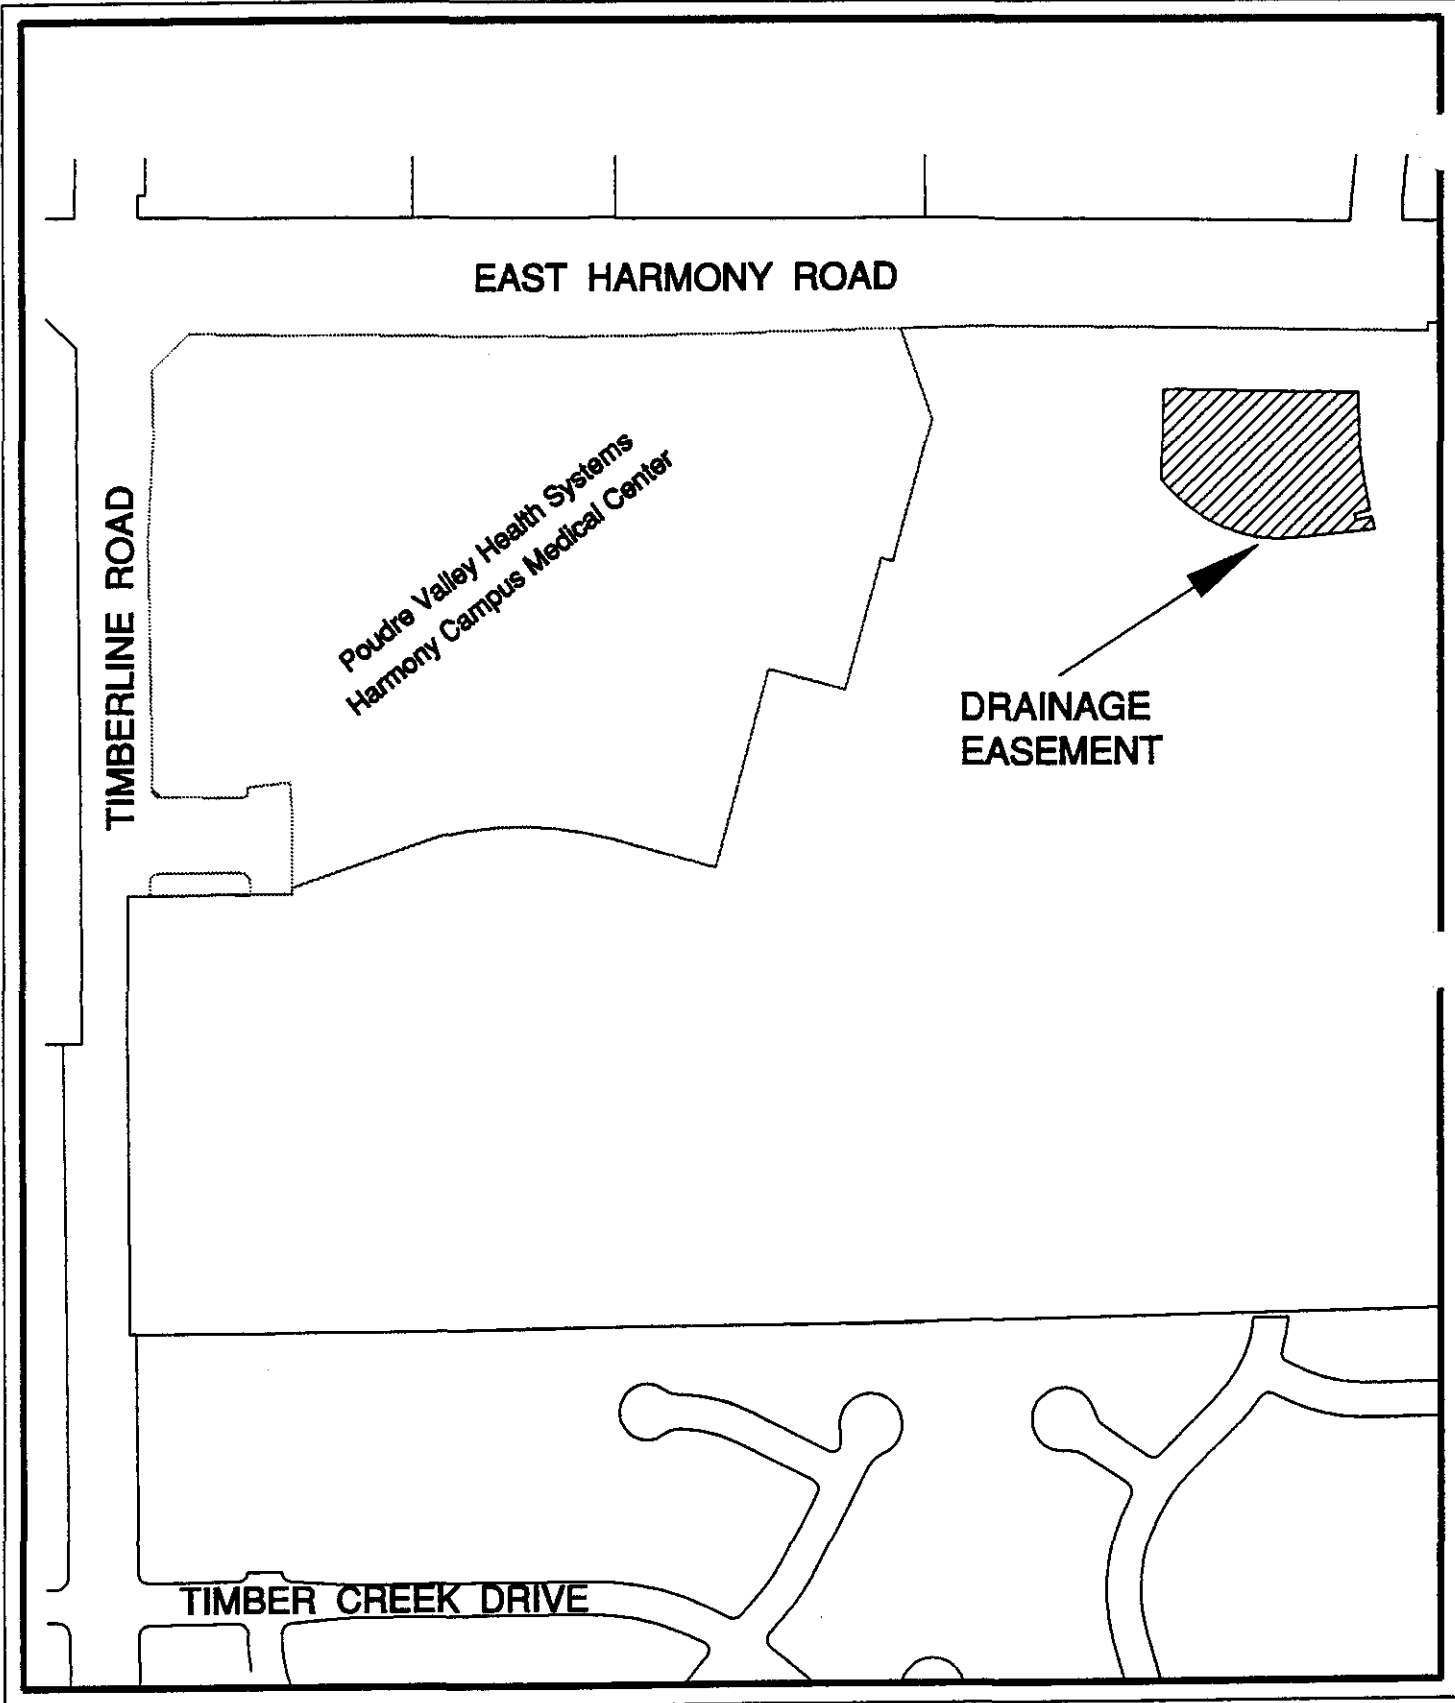 EAST HARMONY ROAD
TIMBERLINE ROAD
Poudre Valley Health Systems
Harmony Campus Medical Center
DRAINAGE
EASEMENT
TIMBER CREEK DRIVE